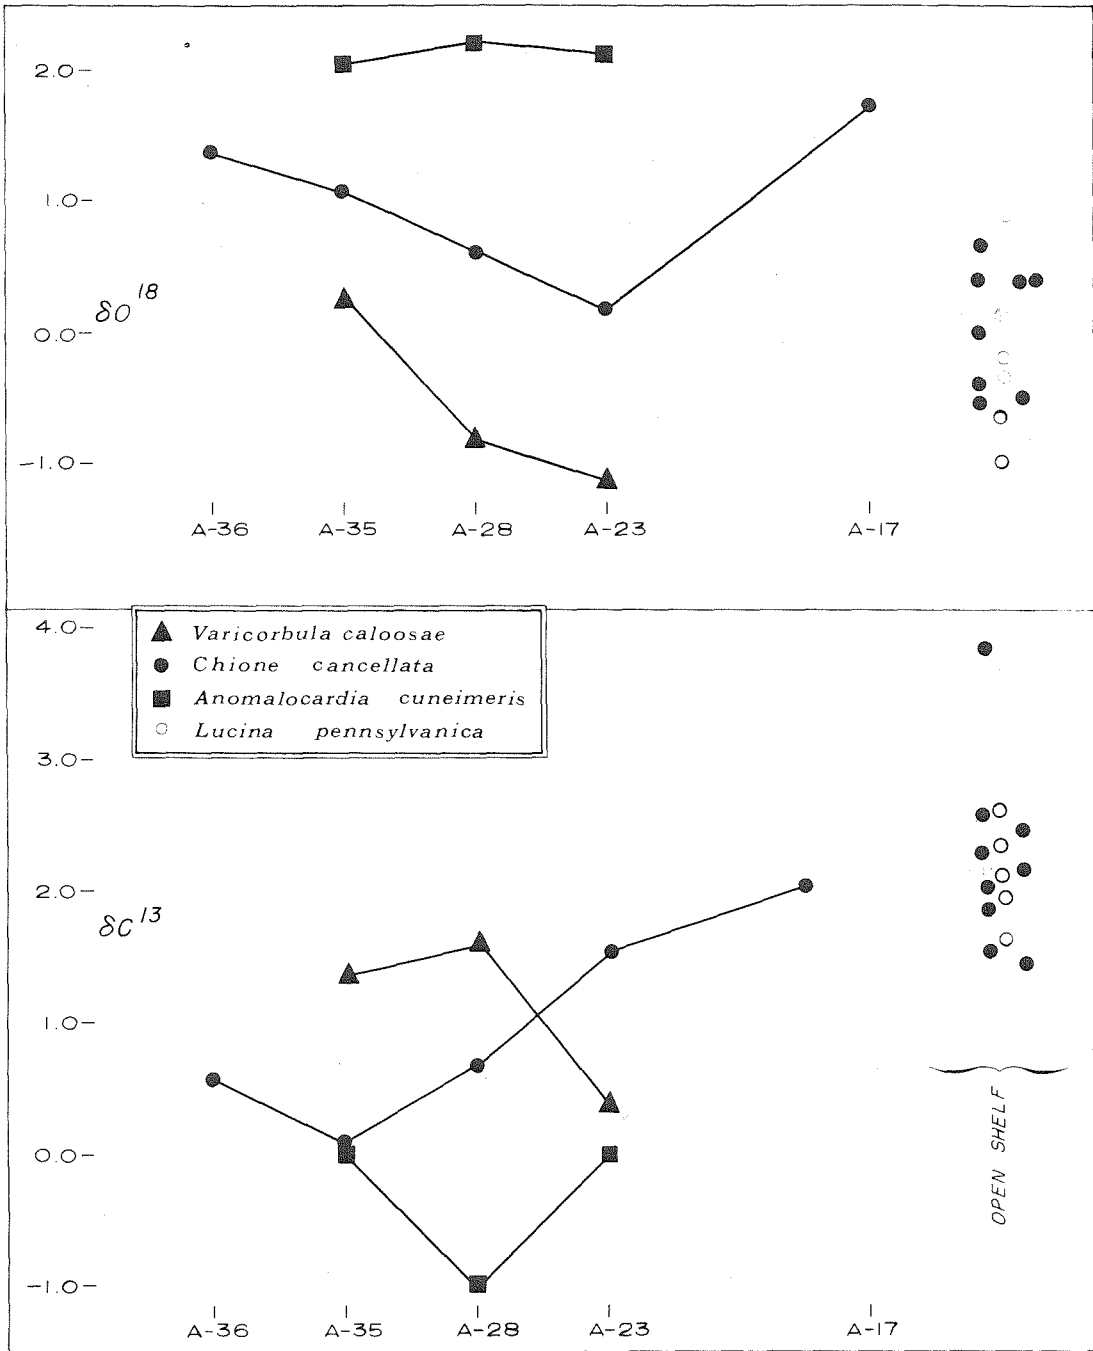 2.0–
1.0–
δO18
0.0–
–1.0–
A-36 A-35 A-28 A-23 A-17
4.0–
▲ Varicorbula caloosae
● Chione cancellata
■ Anomalocardia cuneimeris
○ Lucina pennsylvanica
3.0–
2.0–
δC13
1.0–
0.0–
–1.0–
OPEN SHELF
A-36 A-35 A-28 A-23 A-17